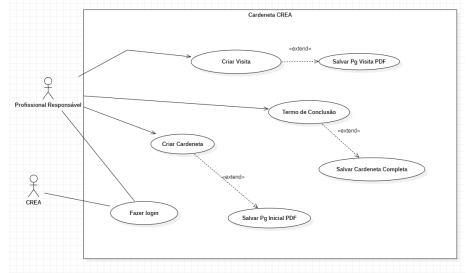 Cardeneta CREA
«extend»
Criar Visita
Salvar Pg Visita PDF
Profissional Responsável
Termo de Conclusão
«extend»
Criar Cardeneta
Salvar Cardeneta Completa
«extend»
CREA
Fazer login
Salvar Pg Inicial PDF